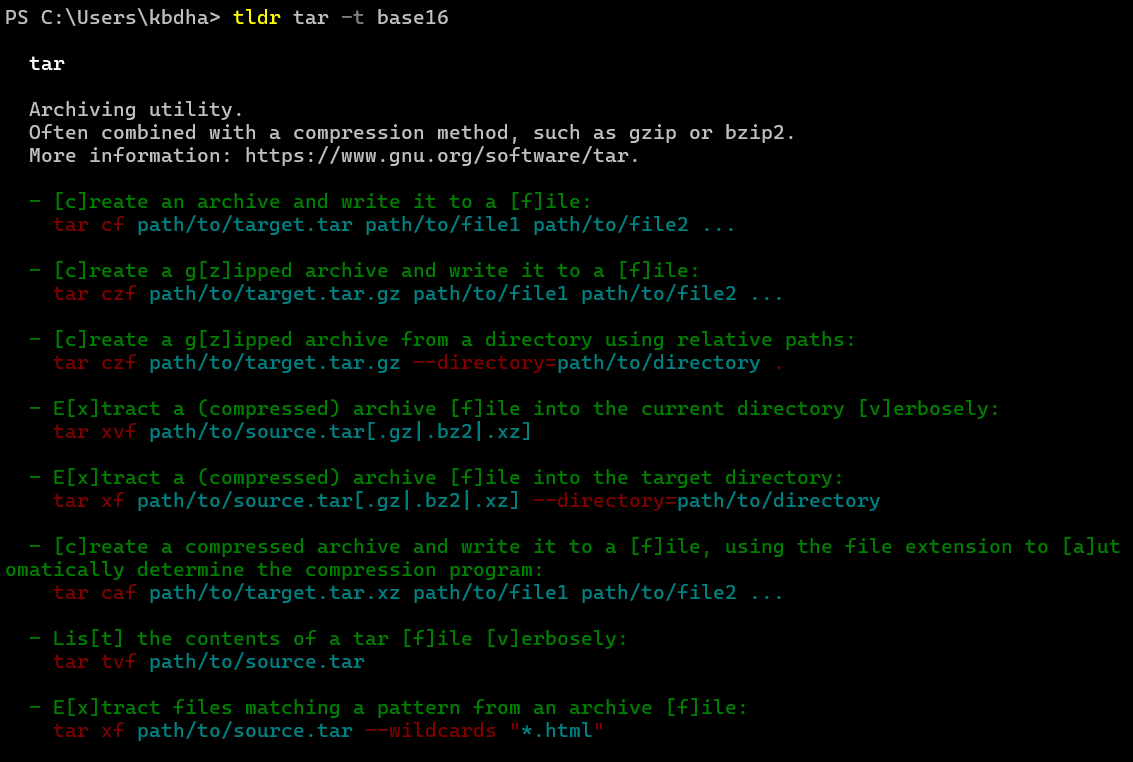 PS C:\Users\kbdha> tldr tar -t base16
tar
Archiving utility.
Often combined with a compression method, such as gzip or bzip2.
More information: https://www.gnu.org/software/tar.
- [c]reate an archive and write it to a [f]ile:
tar cf path/to/target.tar path/to/file1 path/to/file2 ...
- [c]reate a g[z]ipped archive and write it to a [f]ile:
tar czf path/to/target.tar.gz path/to/file1 path/to/file2 ...
- [c]reate a g[z]ipped archive from a directory using relative paths:
tar czf path/to/target.tar.gz --directory=path/to/directory .
- E[x]tract a (compressed) archive [f]ile into the current directory [v]erbosely:
tar xvf path/to/source.tar[.gz|.bz2|.xz]
- E[x]tract a (compressed) archive [f]ile into the target directory:
tar xf path/to/source.tar[.gz|.bz2|.xz] --directory=path/to/directory
- [c]reate a compressed archive and write it to a [f]ile, using the file extension to [a]ut
omatically determine the compression program:
tar caf path/to/target.tar.xz path/to/file1 path/to/file2 ...
- Lis[t] the contents of a tar [f]ile [v]erbosely:
tar tvf path/to/source.tar
- E[x]tract files matching a pattern from an archive [f]ile:
tar xf path/to/source.tar --wildcards "*.html"